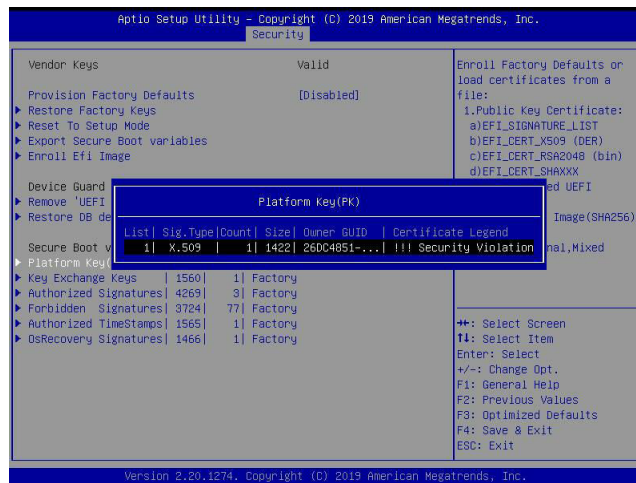 Aptio Setup Utility – Copyright (C) 2019 American Megatrends, Inc.
Security
Vendor Keys Valid
Provision Factory Defaults [Disabled]
Restore Factory Keys
Reset To Setup Mode
Export Secure Boot variables
Enroll Efi Image
Device Guard
Remove 'UEFI
Restore DB de
Secure Boot v
Platform Key(
Key Exchange Keys | 1560| 1| Factory
Authorized Signatures| 4269| 3| Factory
Forbidden Signatures| 3724| 77| Factory
Authorized TimeStamps| 1565| 1| Factory
OsRecovery Signatures| 1466| 1| Factory
Platform Key(PK)
List| Sig.Type|Count| Size| Owner GUID | Certificate Legend
1| X.509 | 1| 1422| 26DC4851-...| !!! Security Violation
Enroll Factory Defaults or
load certificates from a
file:
1.Public Key Certificate:
a)EFI_SIGNATURE_LIST
b)EFI_CERT_X509 (DER)
c)EFI_CERT_RSA2048 (bin)
d)EFI_CERT_SHAXXX
ed UEFI
Image(SHA256)
nal,Mixed
→←: Select Screen
↑↓: Select Item
Enter: Select
+/-: Change Opt.
F1: General Help
F2: Previous Values
F3: Optimized Defaults
F4: Save & Exit
ESC: Exit
Version 2.20.1274. Copyright (C) 2019 American Megatrends, Inc.